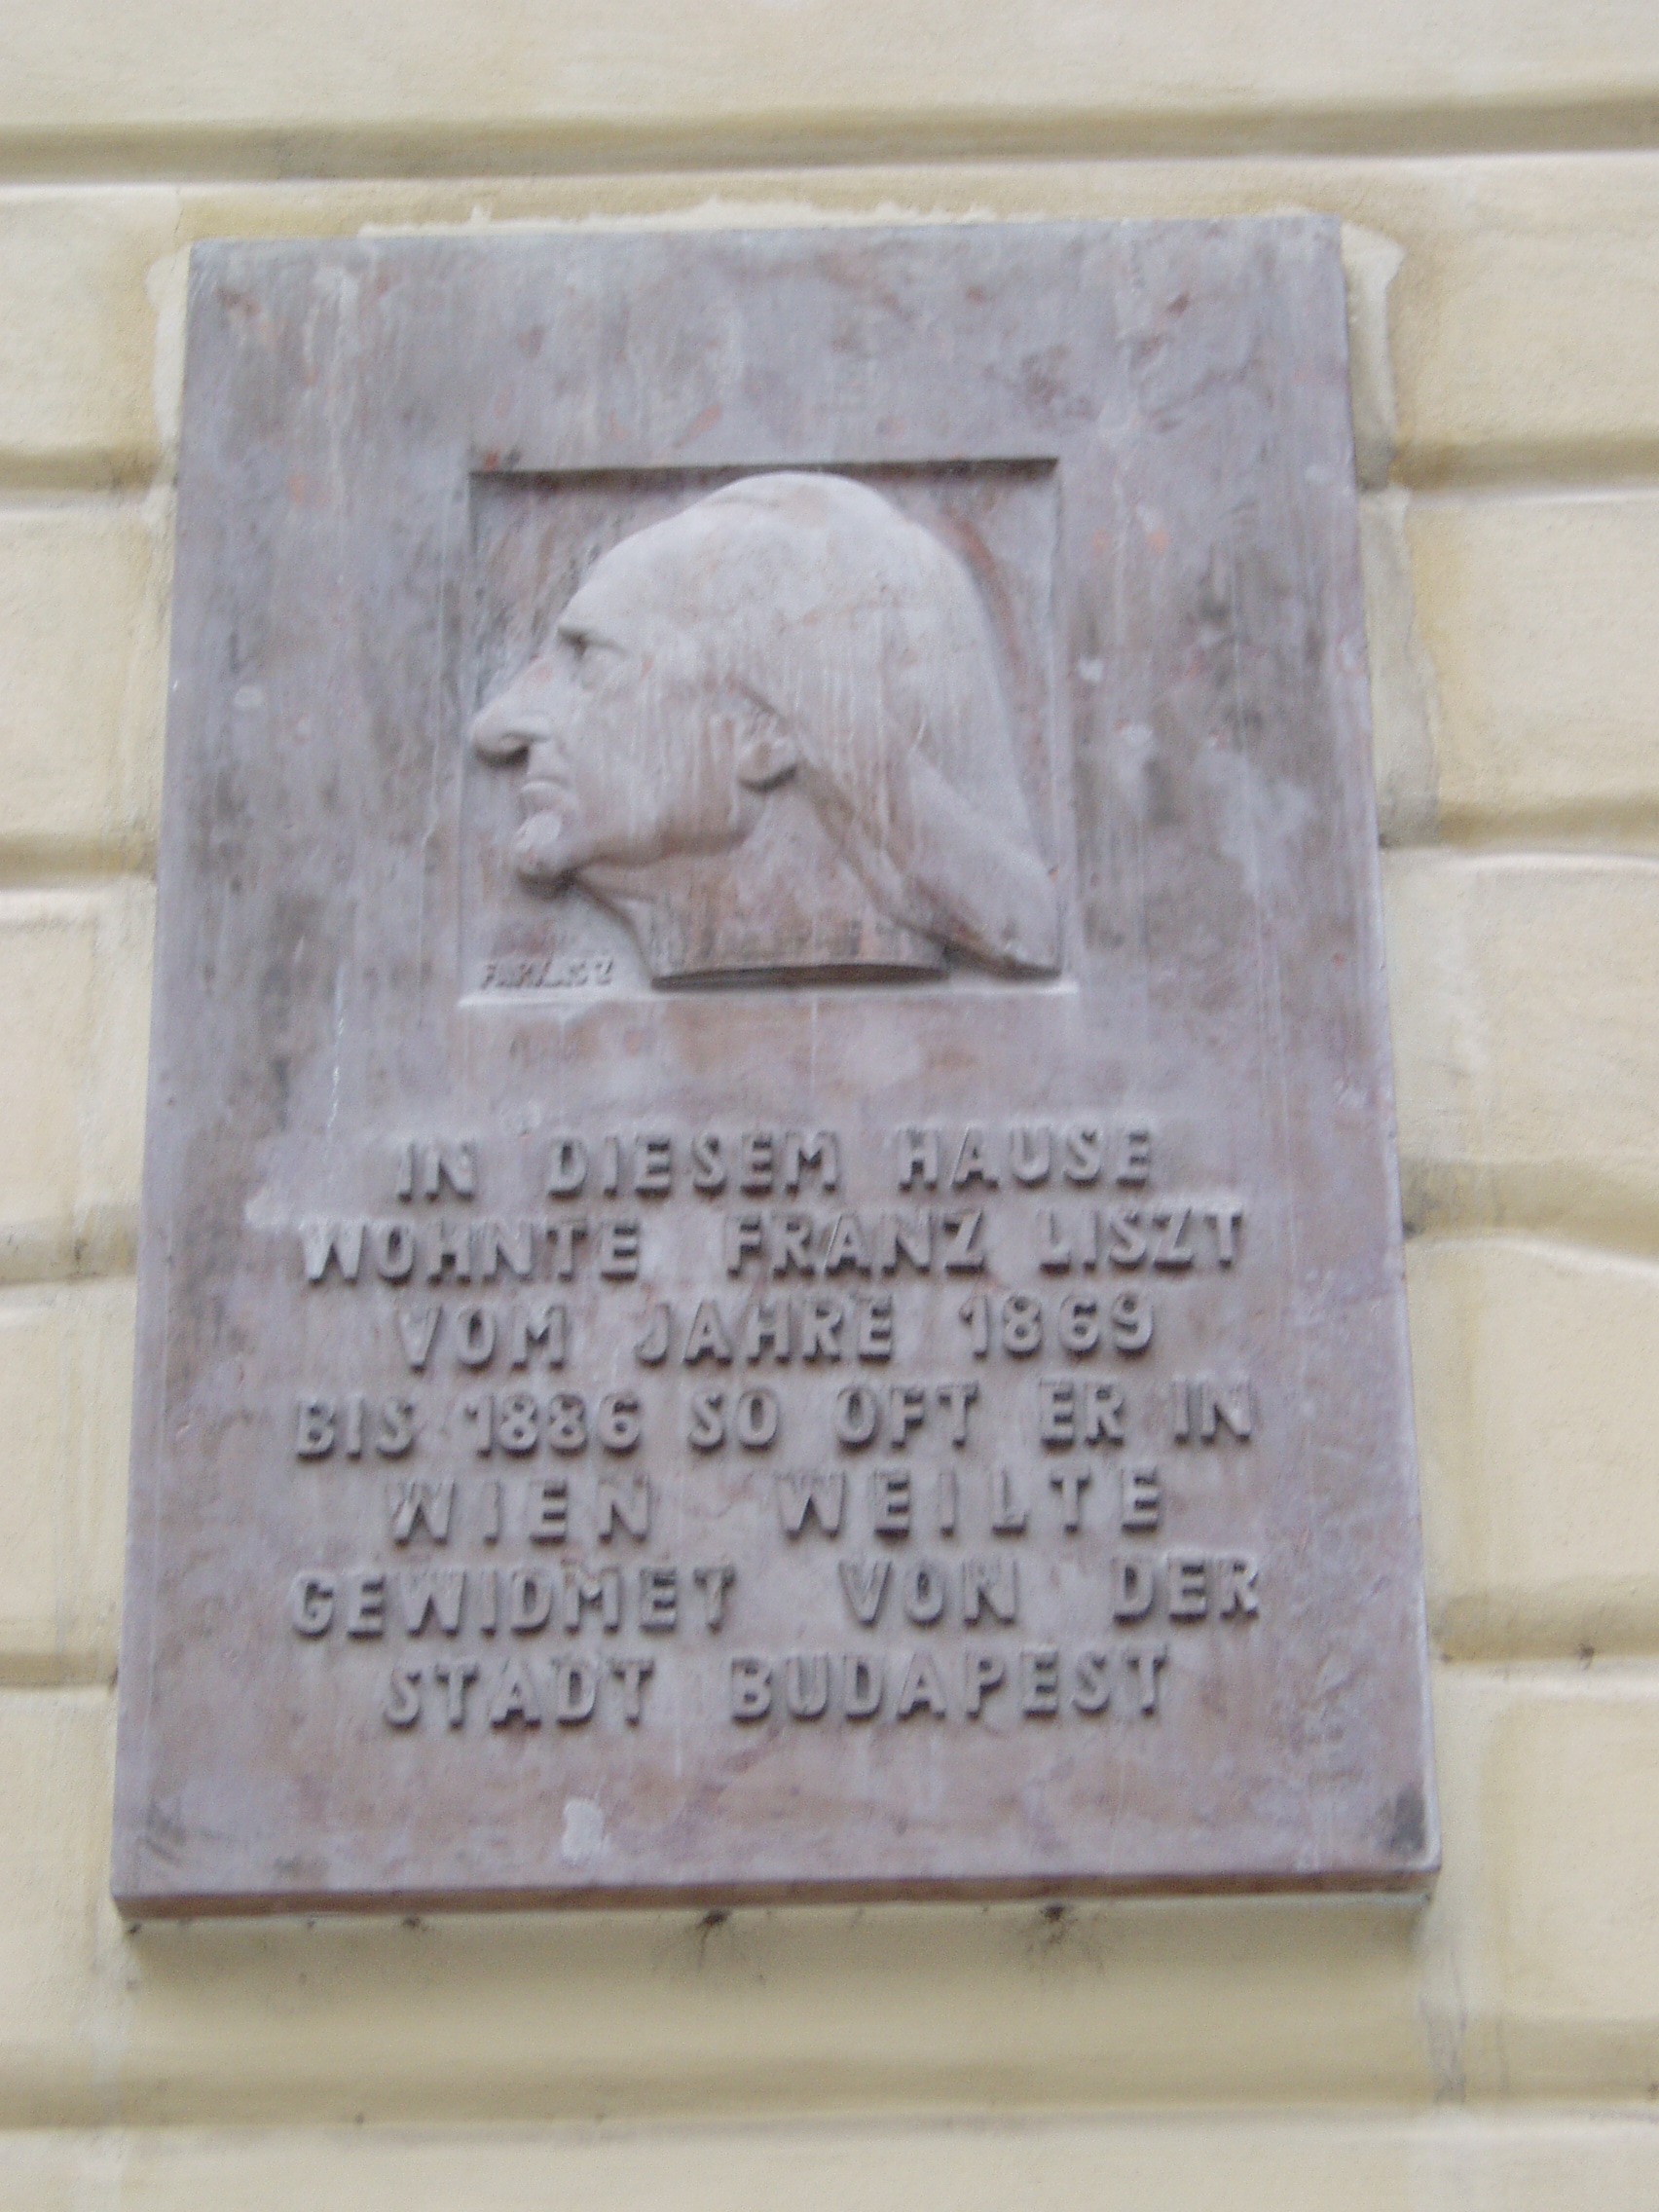 IN DIESEM HAUSE
WOHNTE FRANZ LISZT
VOM JAHRE 1869
BIS 1886 SO OFT ER IN
WIEN WEILTE
GEWIDMET VON DER
STADT BUDAPEST